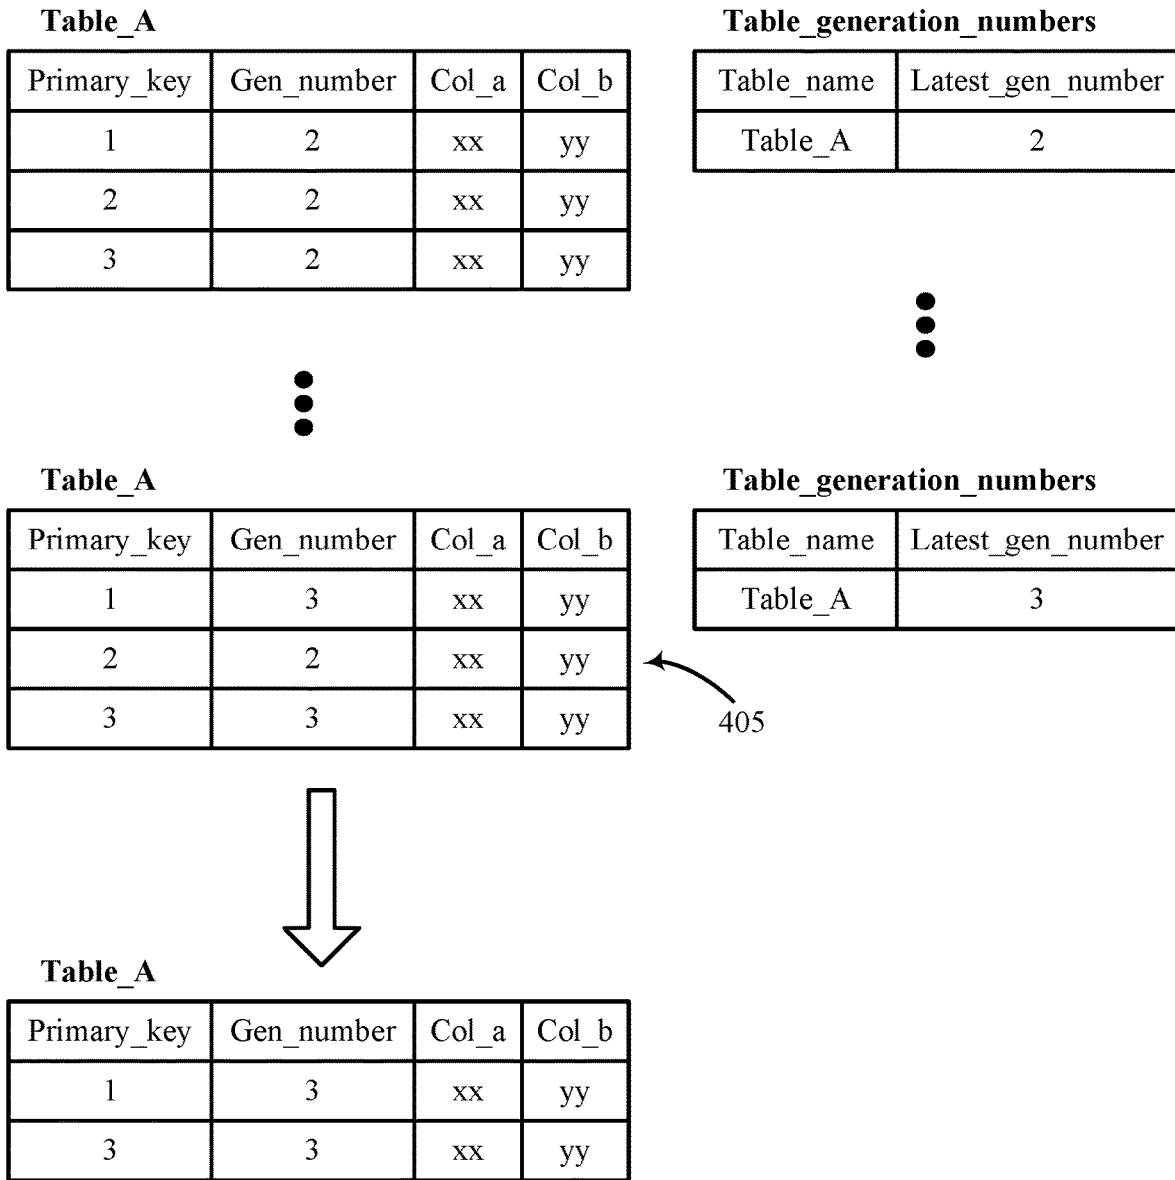 Table_A
Table_generation_numbers
Primary_key Gen_number Col_a Col_b
Table_name Latest_gen_number
1 2 xx yy
Table_A 2
2 2 xx yy
3 2 xx yy
Table_A
Table_generation_numbers
Primary_key Gen_number Col_a Col_b
Table_name Latest_gen_number
1 3 xx yy
Table_A 3
2 2 xx yy
3 3 xx yy
405
Table_A
Primary_key Gen_number Col_a Col_b
1 3 xx yy
3 3 xx yy